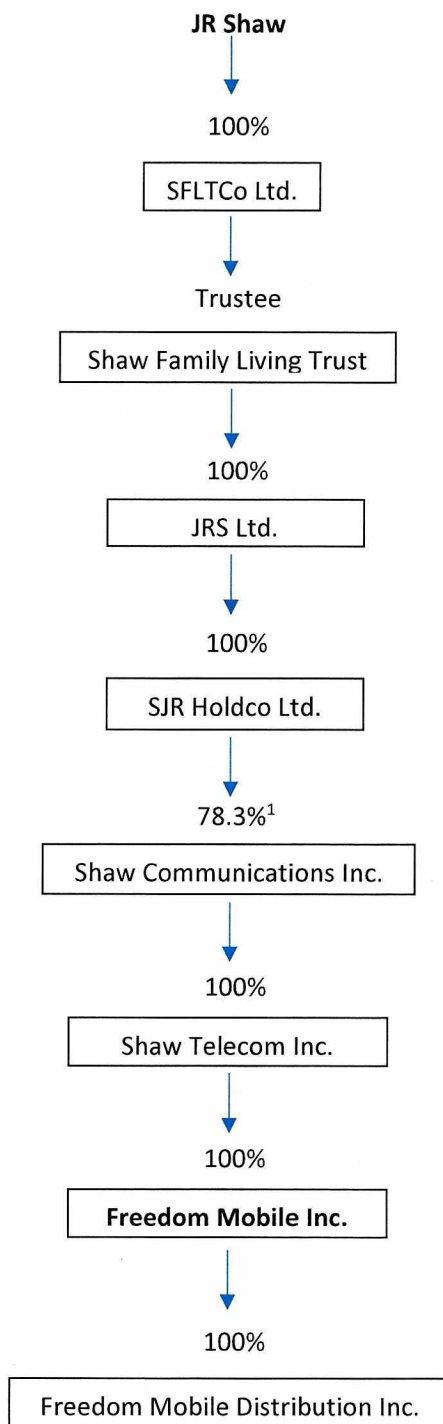 JR Shaw
100%
SFLTCo Ltd.
Trustee
Shaw Family Living Trust
100%
JRS Ltd.
100%
SJR Holdco Ltd.
78.3%¹
Shaw Communications Inc.
100%
Shaw Telecom Inc.
100%
Freedom Mobile Inc.
100%
Freedom Mobile Distribution Inc.